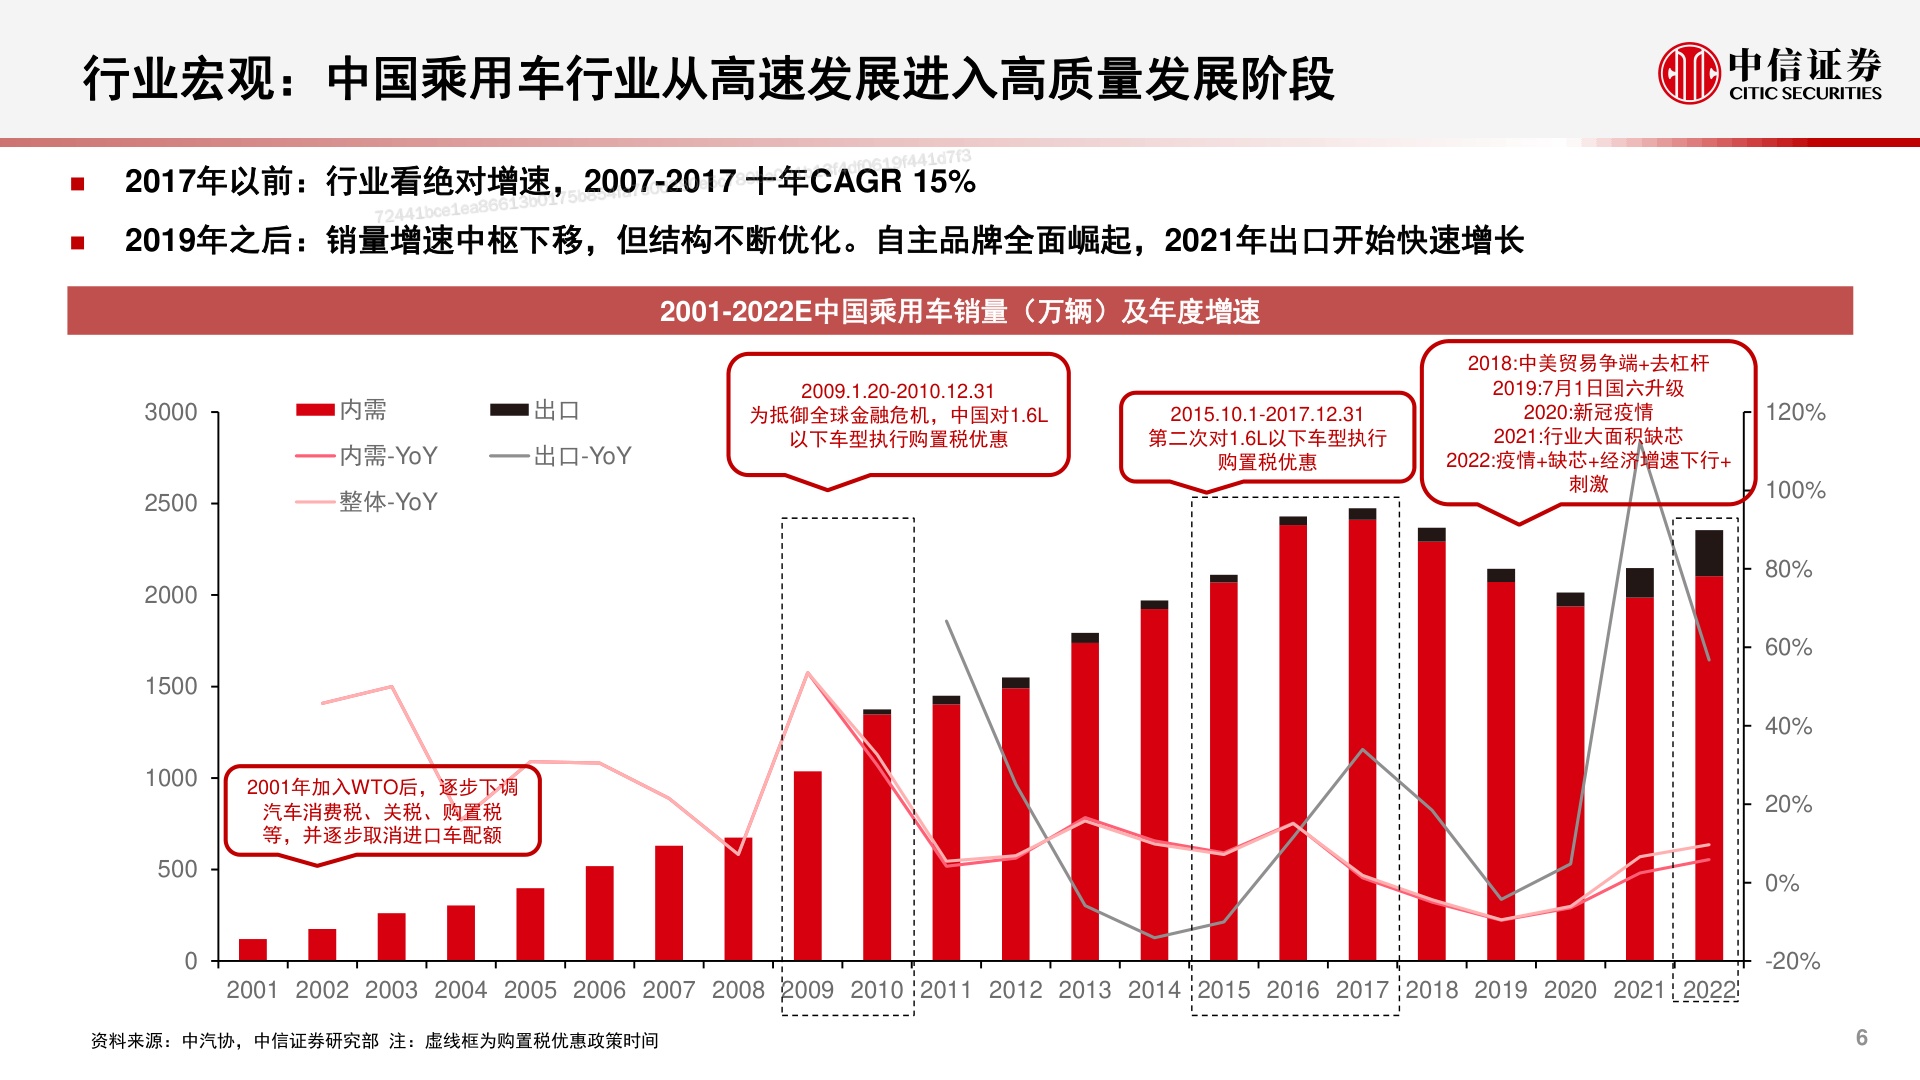 行业宏观：中国乘用车行业从高速发展进入高质量发展阶段
中信证券
CITIC SECURITIES
2017年以前：行业看绝对增速，2007-2017 十年CAGR 15%
2019年之后：销量增速中枢下移，但结构不断优化。自主品牌全面崛起，2021年出口开始快速增长
2001-2022E中国乘用车销量（万辆）及年度增速
2009.1.20-2010.12.31
为抵御全球金融危机，中国对1.6L
以下车型执行购置税优惠
2015.10.1-2017.12.31
第二次对1.6L以下车型执行
购置税优惠
2018:中美贸易争端+去杠杆
2019:7月1日国六升级
2020:新冠疫情
2021:行业大面积缺芯
2022:疫情+缺芯+经济增速下行+
刺激
内需 出口
内需-YoY 出口-YoY
整体-YoY
2001年加入WTO后，逐步下调
汽车消费税、关税、购置税
等，并逐步取消进口车配额
3000
2500
2000
1500
1000
500
0
120%
100%
80%
60%
40%
20%
0%
-20%
2001 2002 2003 2004 2005 2006 2007 2008 2009 2010 2011 2012 2013 2014 2015 2016 2017 2018 2019 2020 2021 2022
资料来源：中汽协，中信证券研究部 注：虚线框为购置税优惠政策时间
6